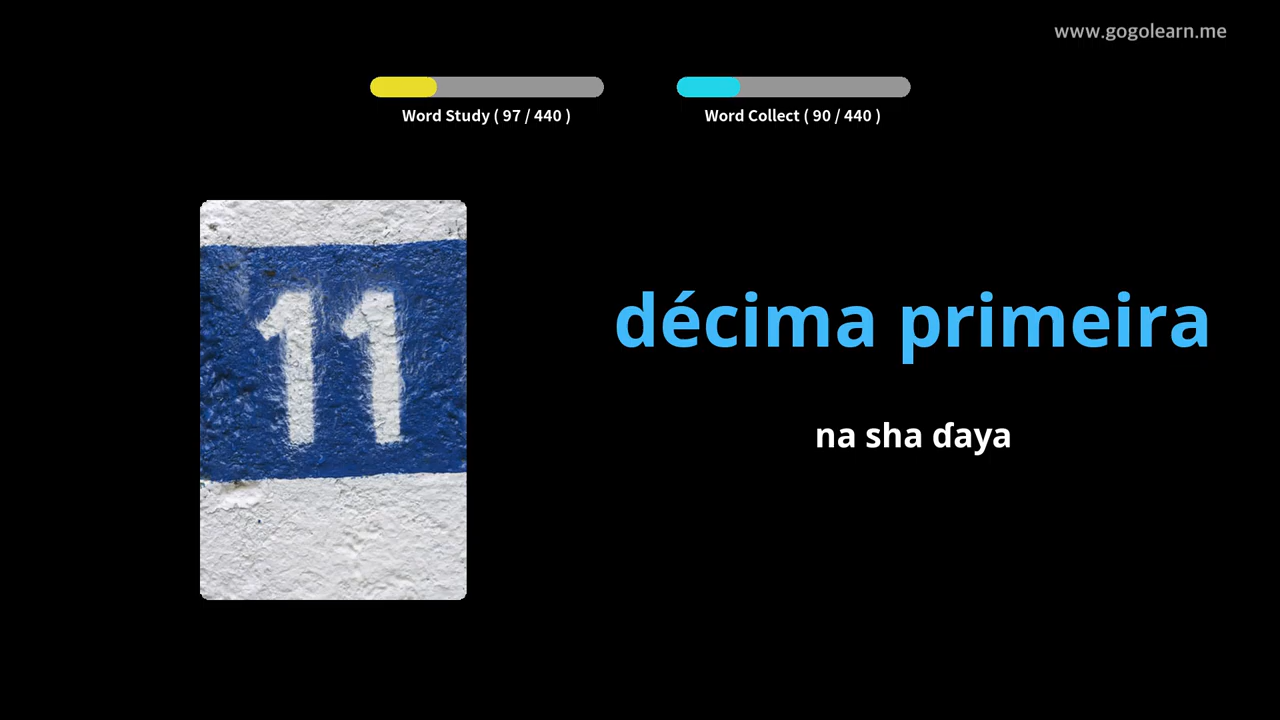 www.gogolearn.me
Word Study ( 97 / 440 )
Word Collect ( 90 / 440 )
11
décima primeira
na sha ɗaya